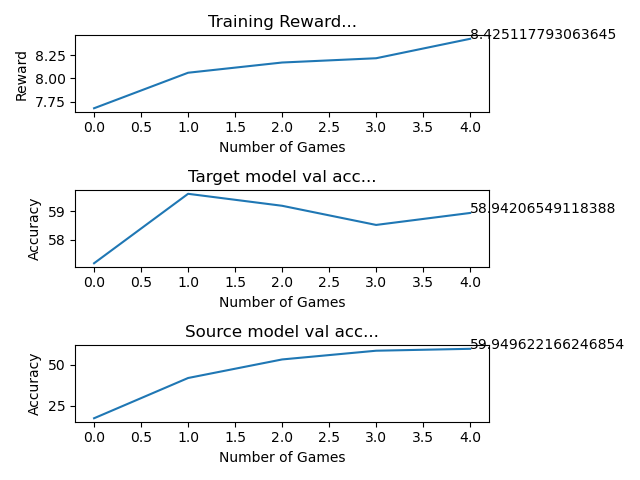 Training Reward...
8.425117793063645
Reward
8.25
8.00
7.75
0.0 0.5 1.0 1.5 2.0 2.5 3.0 3.5 4.0
Number of Games
Target model val acc...
58.94206549118388
Accuracy
59
58
0.0 0.5 1.0 1.5 2.0 2.5 3.0 3.5 4.0
Number of Games
Source model val acc...
59.949622166246854
Accuracy
50
25
0.0 0.5 1.0 1.5 2.0 2.5 3.0 3.5 4.0
Number of Games